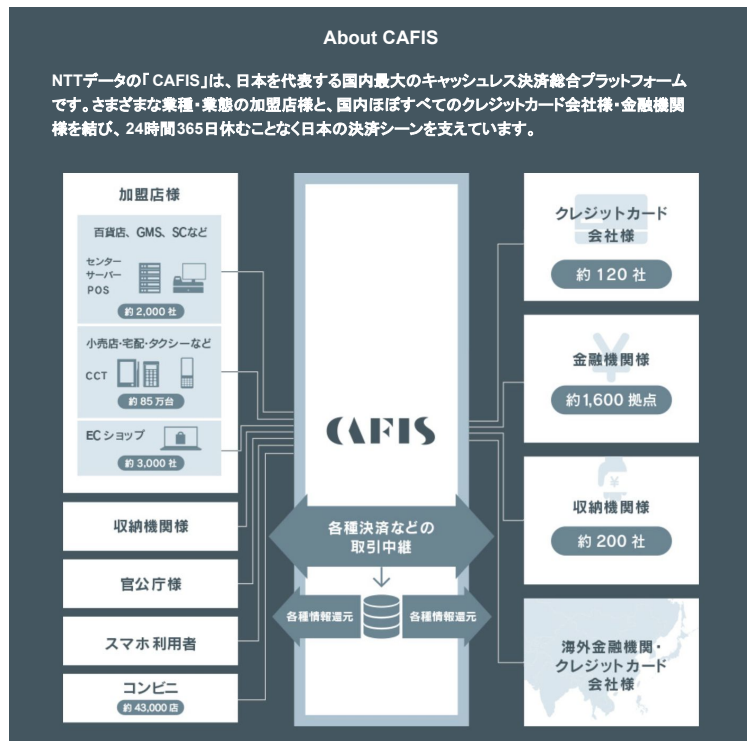 About CAFIS
NTTデータの「 CAFIS」は、日本を代表する国内最大のキャッシュレス決済総合プラットフォーム
です。さまざまな業種・業態の加盟店様と、国内ほぼすべてのクレジットカード会社様・金融機関
様を結び、24時間365日休むことなく日本の決済シーンを支えています。
加盟店様
百貨店、GMS、SCなど
センター
サーバー
POS
約2,000 社
小売店・宅配・タクシーなど
CCT
約 85 万台
EC ショップ
約 3,000 社
収納機関様
官公庁様
スマホ利用者
コンビニ
約 43,000 店
CAFIS
各種決済などの
取引中継
各種情報還元
各種情報還元
クレジットカード
会社様
約 120 社
¥
金融機関様
約1,600 拠点
¥
収納機関様
約 200 社
海外金融機関・
クレジットカード
会社様